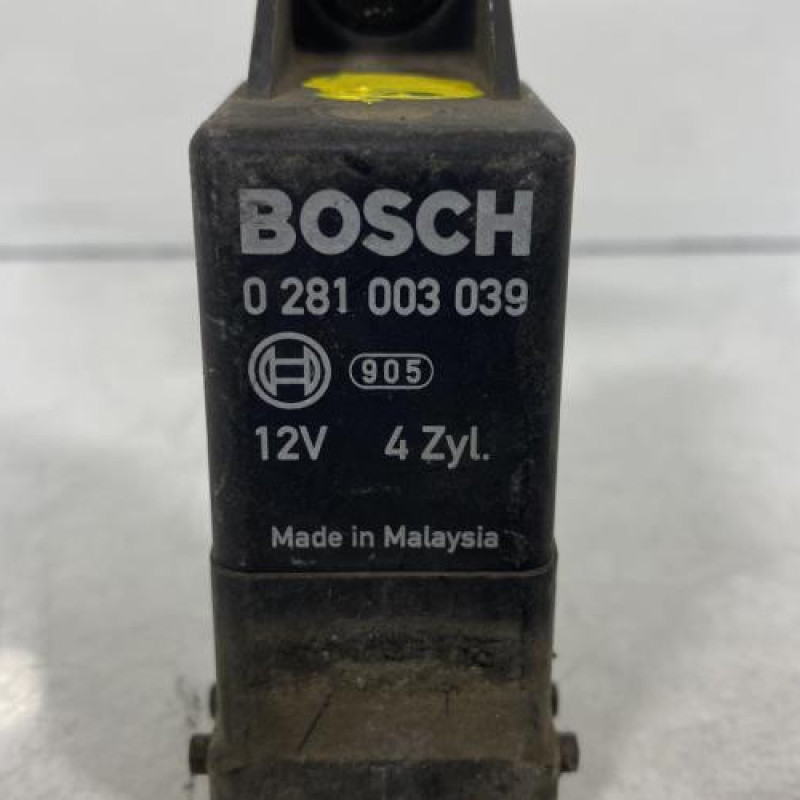 BOSCH
0 281 003 039
905
12V 4 Zyl.
Made in Malaysia